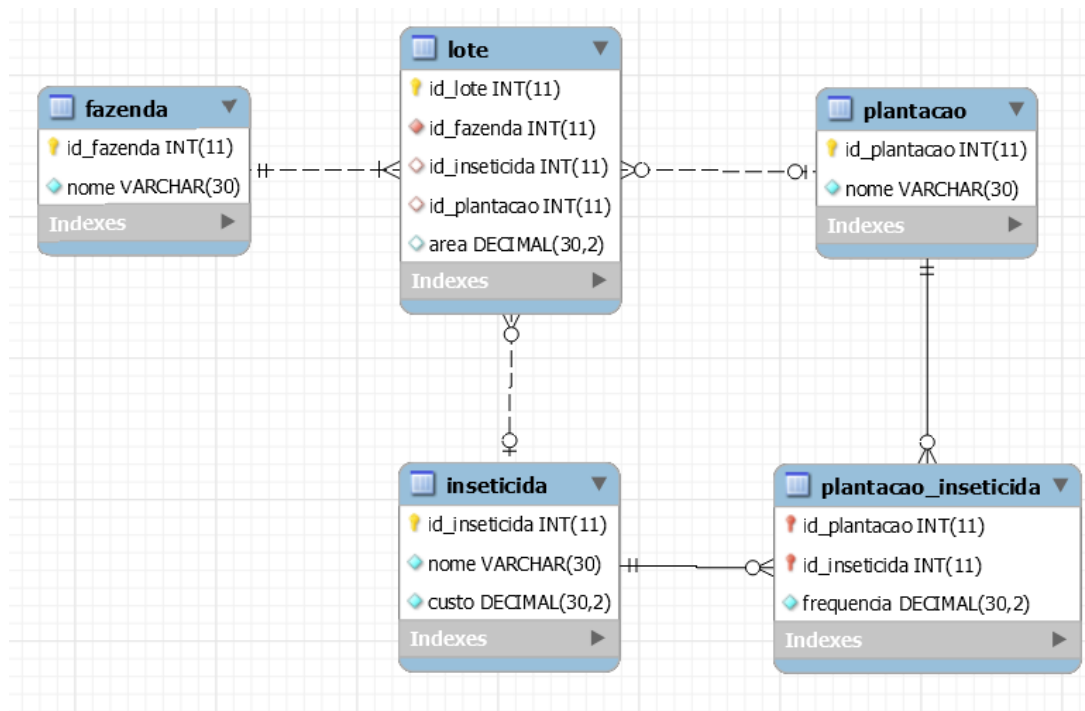 lote
id_lote INT(11)
id_fazenda INT(11)
id_inseticida INT(11)
id_plantacao INT(11)
area DECIMAL(30,2)
Indexes
fazenda
id_fazenda INT(11)
nome VARCHAR(30)
Indexes
plantacao
id_plantacao INT(11)
nome VARCHAR(30)
Indexes
inseticida
id_inseticida INT(11)
nome VARCHAR(30)
custo DECIMAL(30,2)
Indexes
plantacao_inseticida
id_plantacao INT(11)
id_inseticida INT(11)
frequencia DECIMAL(30,2)
Indexes